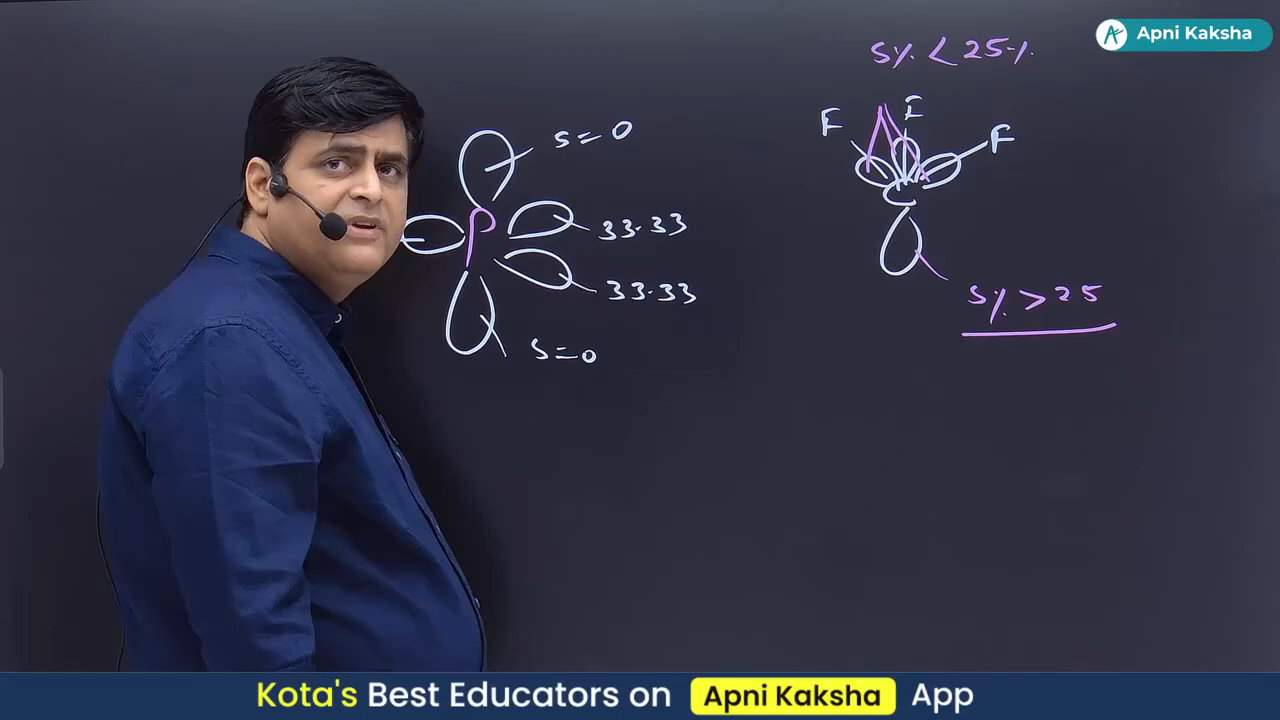 Apni Kaksha
s% < 25%
F
F
F
C
s% > 25
s = 0
P
33.33
33.33
s = 0
Kota's Best Educators on Apni Kaksha App